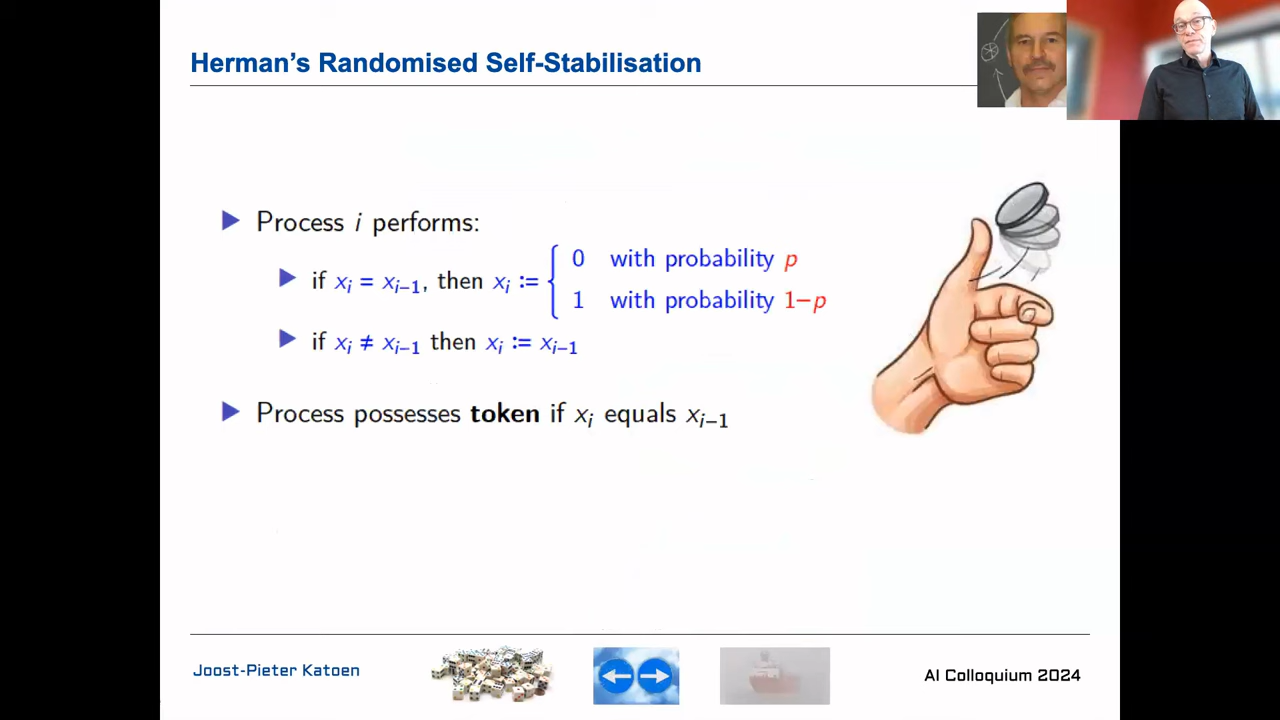 Herman's Randomised Self-Stabilisation
▶ Process i performs:
▶ if xᵢ = xᵢ₋₁, then xᵢ := { 0 with probability p
1 with probability 1−p
▶ if xᵢ ≠ xᵢ₋₁ then xᵢ := xᵢ₋₁
▶ Process possesses token if xᵢ equals xᵢ₋₁
Joost-Pieter Katoen
AI Colloquium 2024